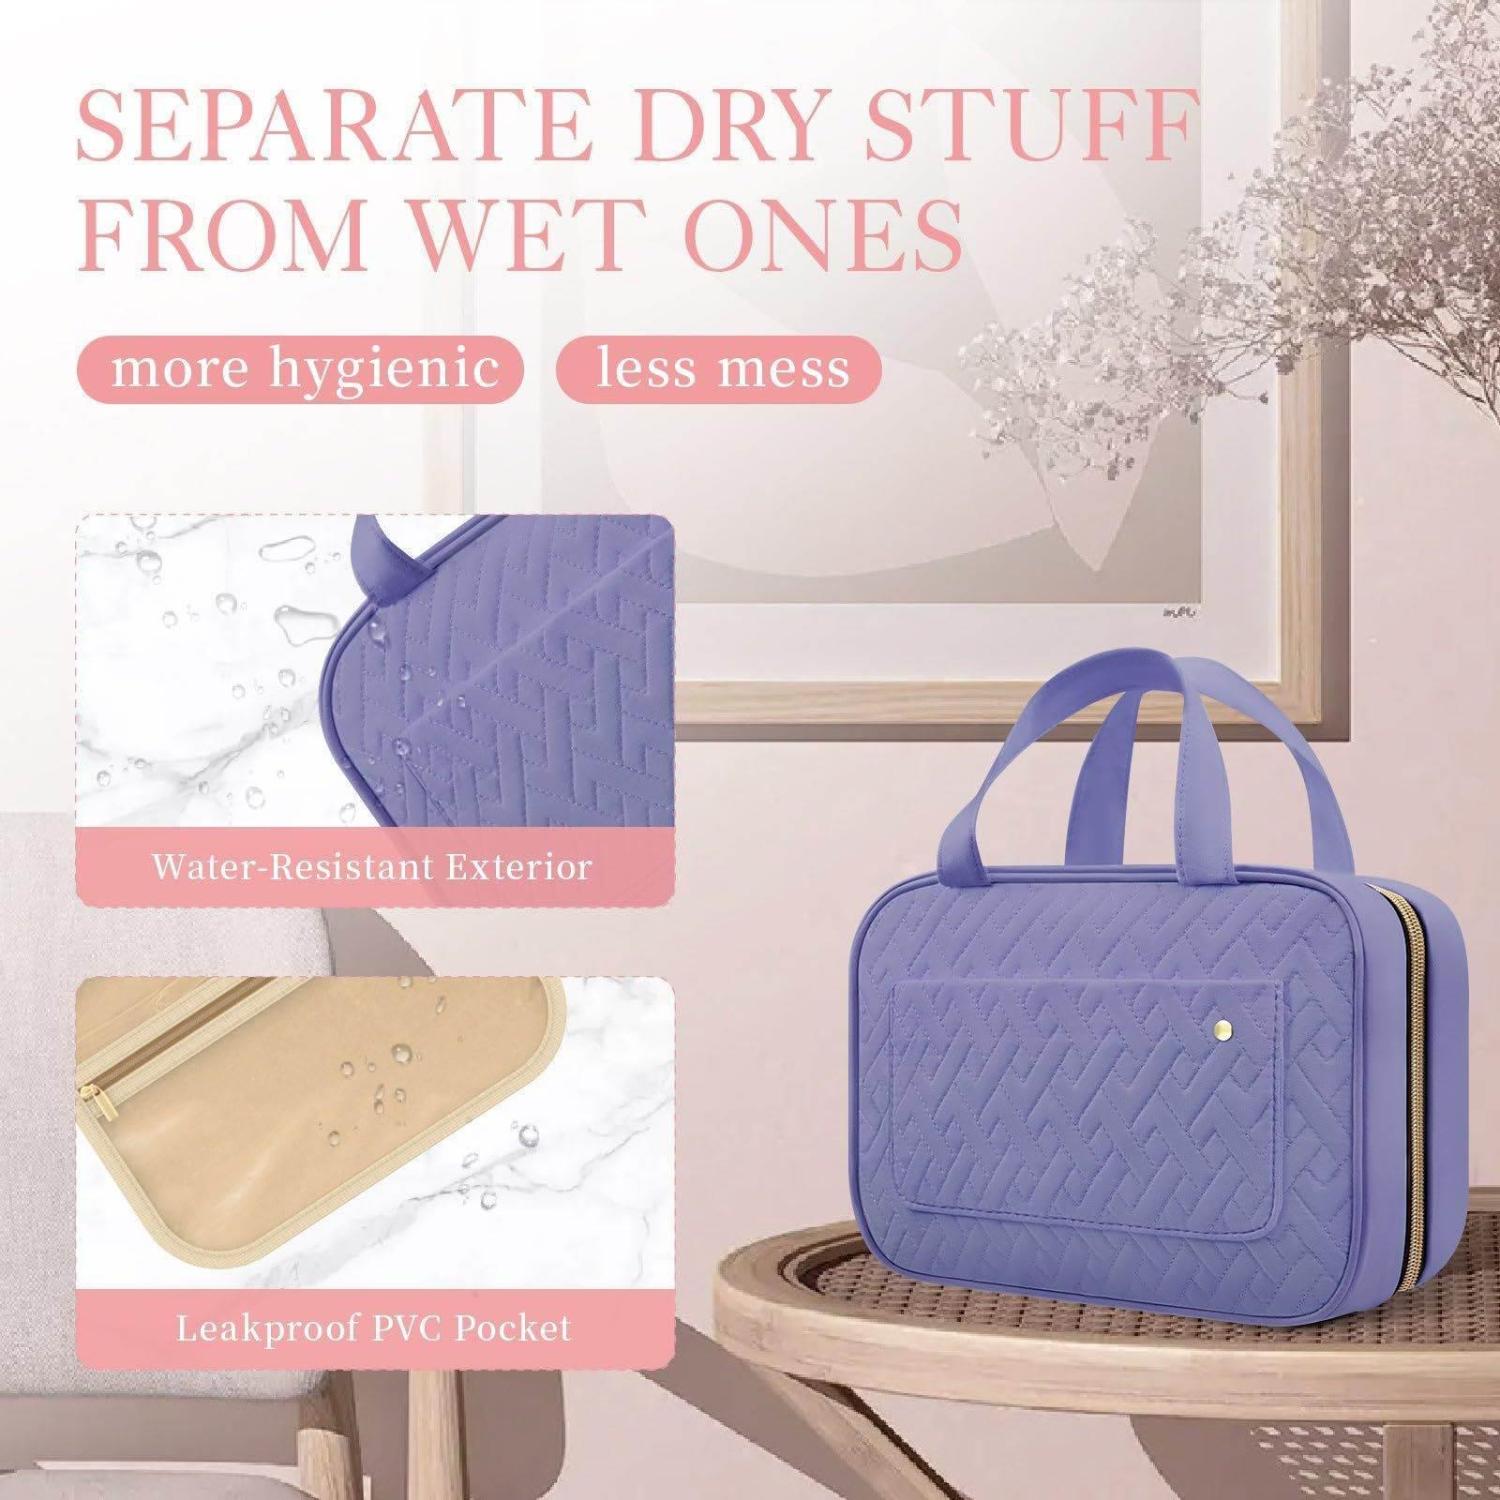 SEPARATE DRY STUFF
FROM WET ONES
more hygienic
less mess
Water-Resistant Exterior
Leakproof PVC Pocket